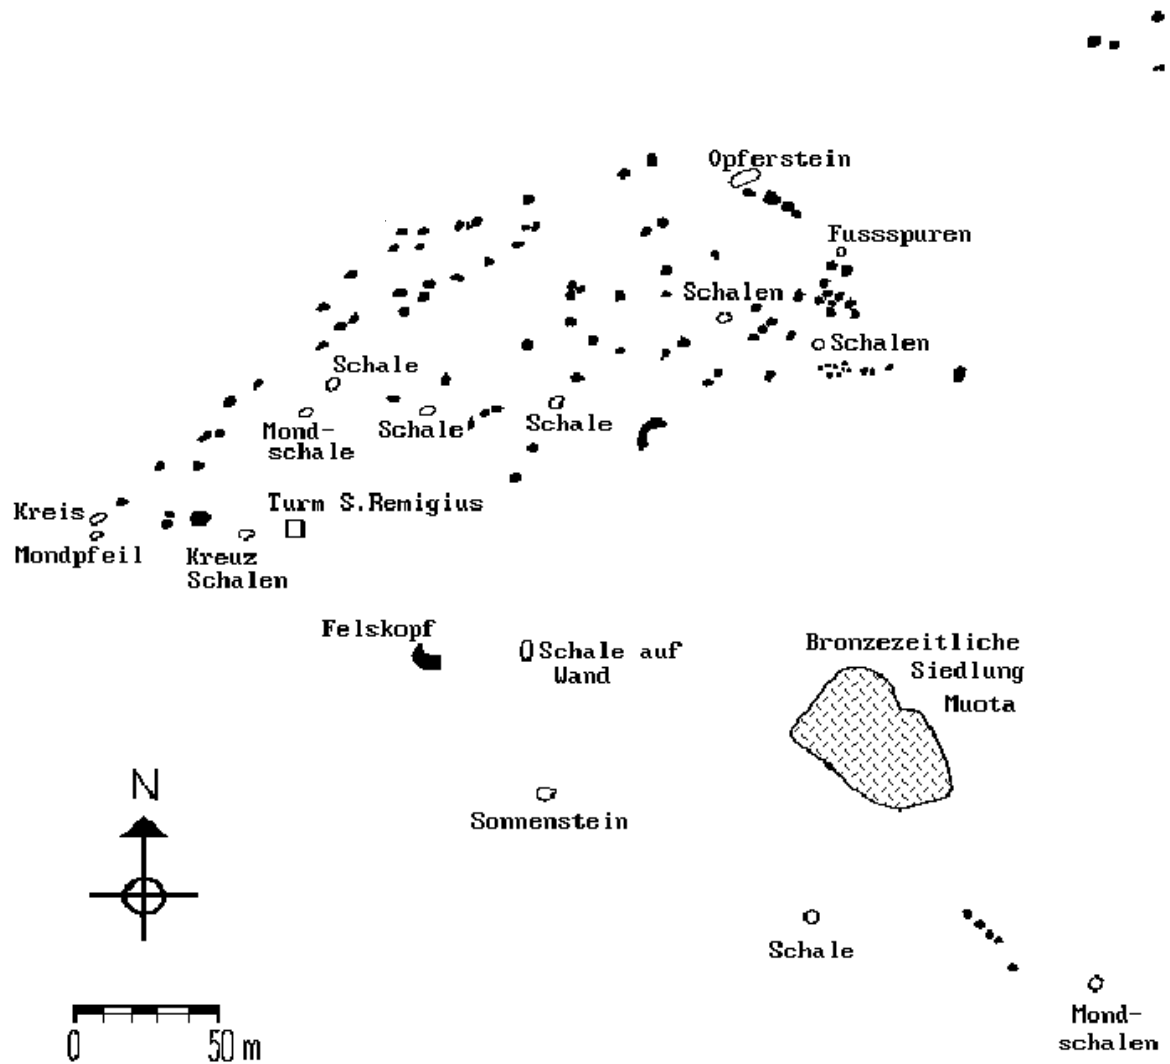 Opferstein
Fussspuren
Schalen
Schalen
Schale
Mond-
schale
Schale
Schale
Turm S.Remigius
Kreis
Mondpfeil
Kreuz
Schalen
Felskopf
Schale auf
Wand
Bronzezeitliche
Siedlung
Muota
N
Sonnenstein
Schale
Mond-
schalen
0 50 m